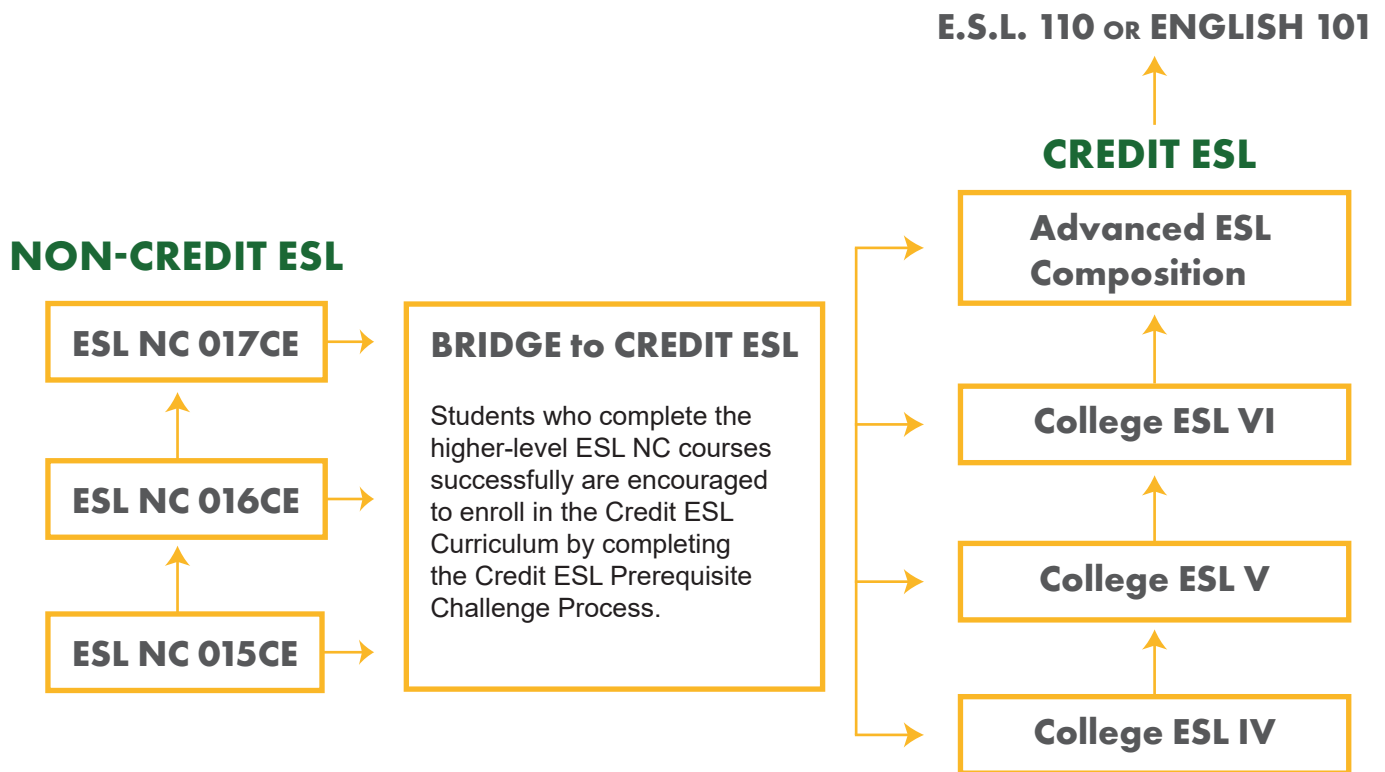 E.S.L. 110 OR ENGLISH 101
CREDIT ESL
Advanced ESL
Composition
NON-CREDIT ESL
ESL NC 017CE
BRIDGE to CREDIT ESL
Students who complete the
higher-level ESL NC courses
successfully are encouraged
to enroll in the Credit ESL
Curriculum by completing
the Credit ESL Prerequisite
Challenge Process.
College ESL VI
ESL NC 016CE
College ESL V
ESL NC 015CE
College ESL IV